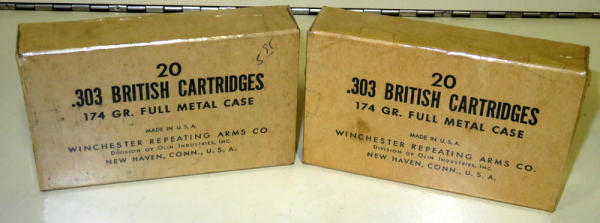 20
.303 BRITISH CARTRIDGES
174 GR. FULL METAL CASE
MADE IN U.S.A.
WINCHESTER REPEATING ARMS CO.
DIVISION OF OLIN INDUSTRIES, INC.
NEW HAVEN, CONN., U. S. A.
20
.303 BRITISH CARTRIDGES
174 GR. FULL METAL CASE
MADE IN U.S.A.
WINCHESTER REPEATING ARMS CO.
DIVISION OF OLIN INDUSTRIES, INC.
NEW HAVEN, CONN., U. S. A.